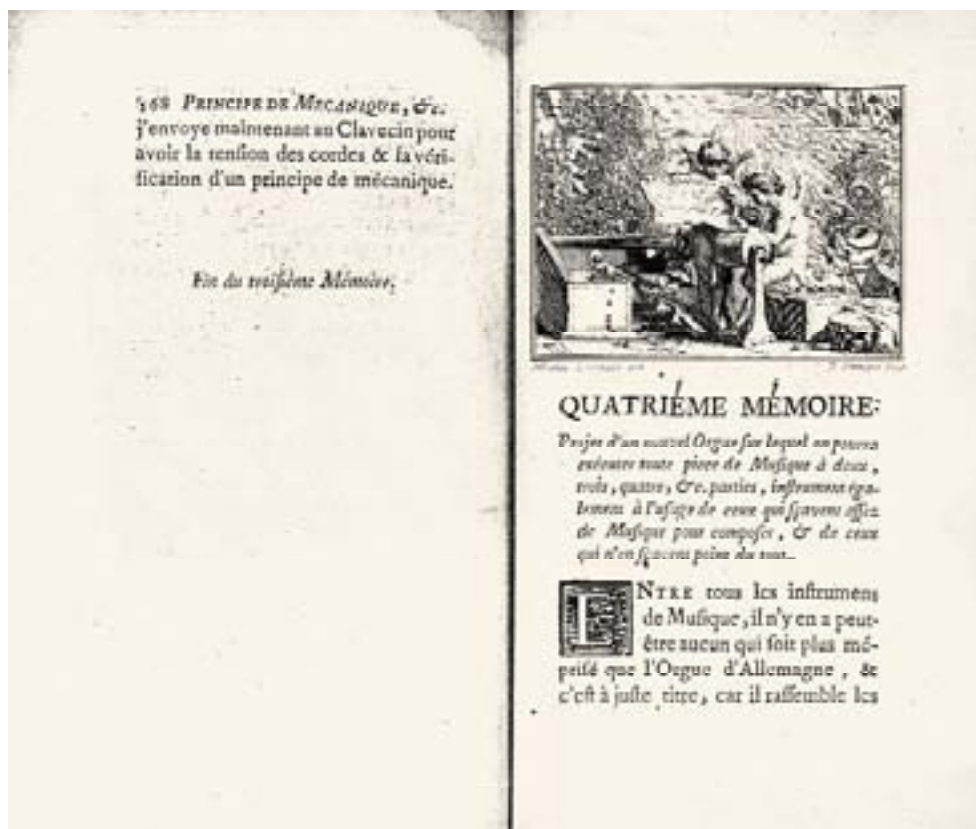 168 PRINCIPE DE MECANIQUE, &c.
j'envoye maintenant au Clavecin pour
avoir la tension des cordes & sa véri-
fication d'un principe de mécanique.
Fin du troisiéme Mémoire.
QUATRIÉME MÉMOIRE:
Projet d'un nouvel Orgue sur lequel on pourra
exécuter toute piece de Musique à deux,
trois, quatre, &c. parties, instrument éga-
lement à l'usage de ceux qui sçavent assez
de Musique pour composer, & de ceux
qui n'en sçavent point du tout.
ENTRE tous les instrumens
de Musique, il n'y en a peut-
être aucun qui soit plus mé-
prisé que l'Orgue d'Allemagne, &
c'est à juste titre, car il rassemble les